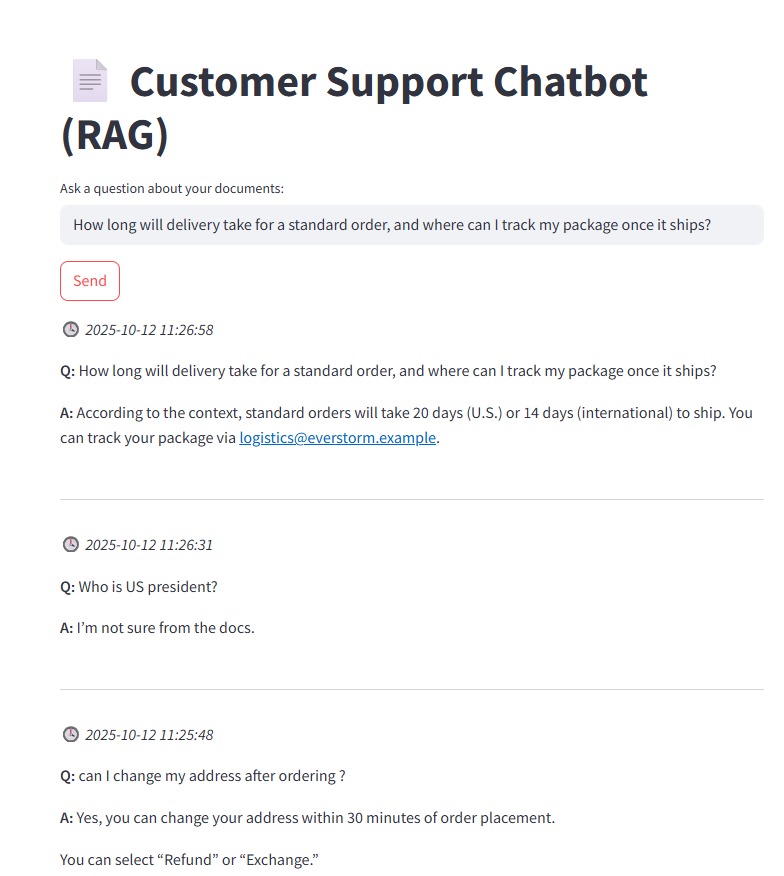 Customer Support Chatbot
(RAG)
Ask a question about your documents:
How long will delivery take for a standard order, and where can I track my package once it ships?
Send
2025-10-12 11:26:58
Q: How long will delivery take for a standard order, and where can I track my package once it ships?
A: According to the context, standard orders will take 20 days (U.S.) or 14 days (international) to ship. You
can track your package via logistics@everstorm.example.
2025-10-12 11:26:31
Q: Who is US president?
A: I’m not sure from the docs.
2025-10-12 11:25:48
Q: can I change my address after ordering ?
A: Yes, you can change your address within 30 minutes of order placement.
You can select “Refund” or “Exchange.”